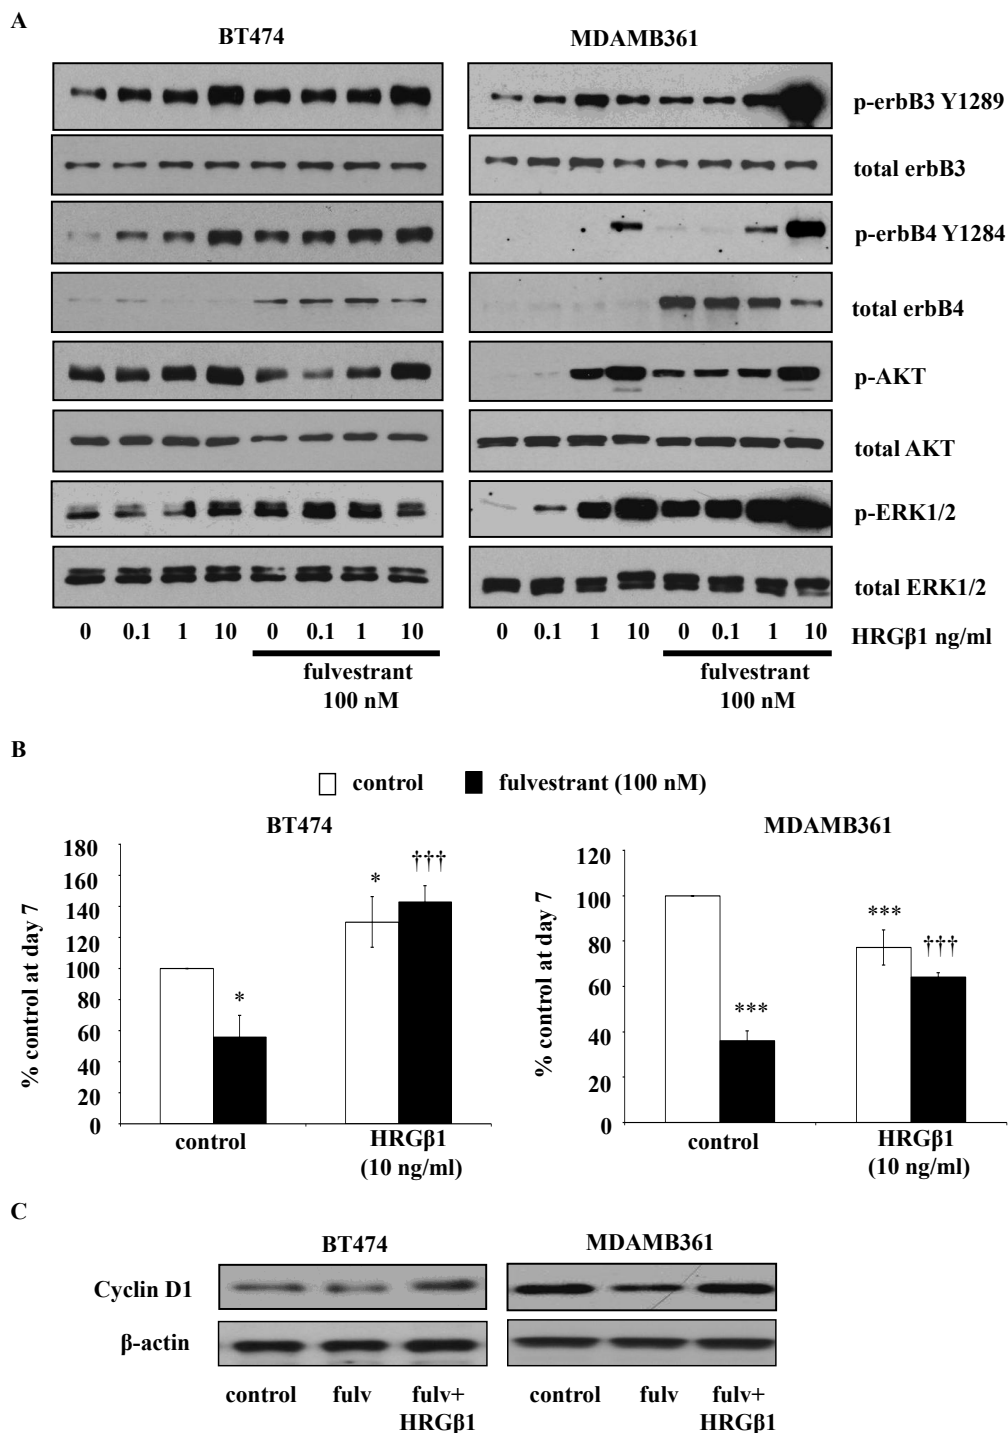 A
BT474 MDAMB361
p-erbB3 Y1289
total erbB3
p-erbB4 Y1284
total erbB4
p-AKT
total AKT
p-ERK1/2
total ERK1/2
0 0.1 1 10 0 0.1 1 10 0 0.1 1 10 0 0.1 1 10 HRGβ1 ng/ml
fulvestrant fulvestrant
100 nM 100 nM
B
control fulvestrant (100 nM)
BT474
% control at day 7
180
160
140
120
100
80
60
40
20
0
*
*
†††
control HRGβ1
(10 ng/ml)
MDAMB361
% control at day 7
120
100
80
60
40
20
0
***
***
†††
control HRGβ1
(10 ng/ml)
C
BT474 MDAMB361
Cyclin D1
β-actin
control fulv fulv+ control fulv fulv+
HRGβ1 HRGβ1